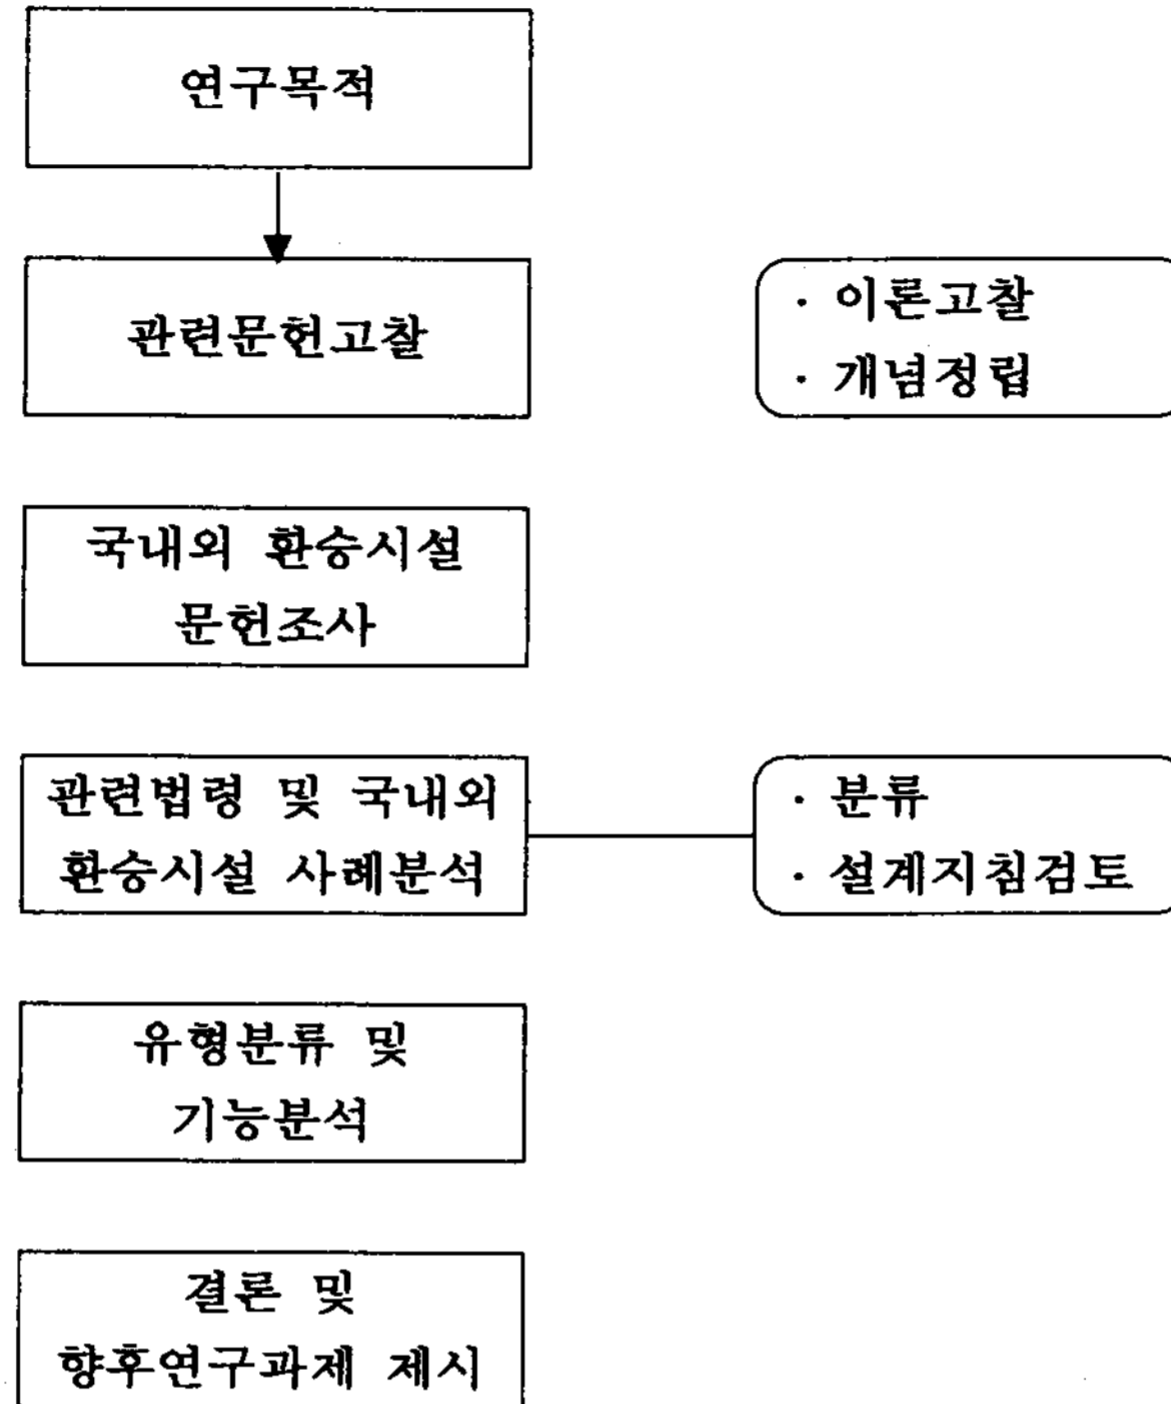 연구목적
관련문헌고찰
· 이론고찰
· 개념정립
국내외 환승시설
문헌조사
관련법령 및 국내외
환승시설 사례분석
· 분류
· 설계지침검토
유형분류 및
기능분석
결론 및
향후연구과제 제시